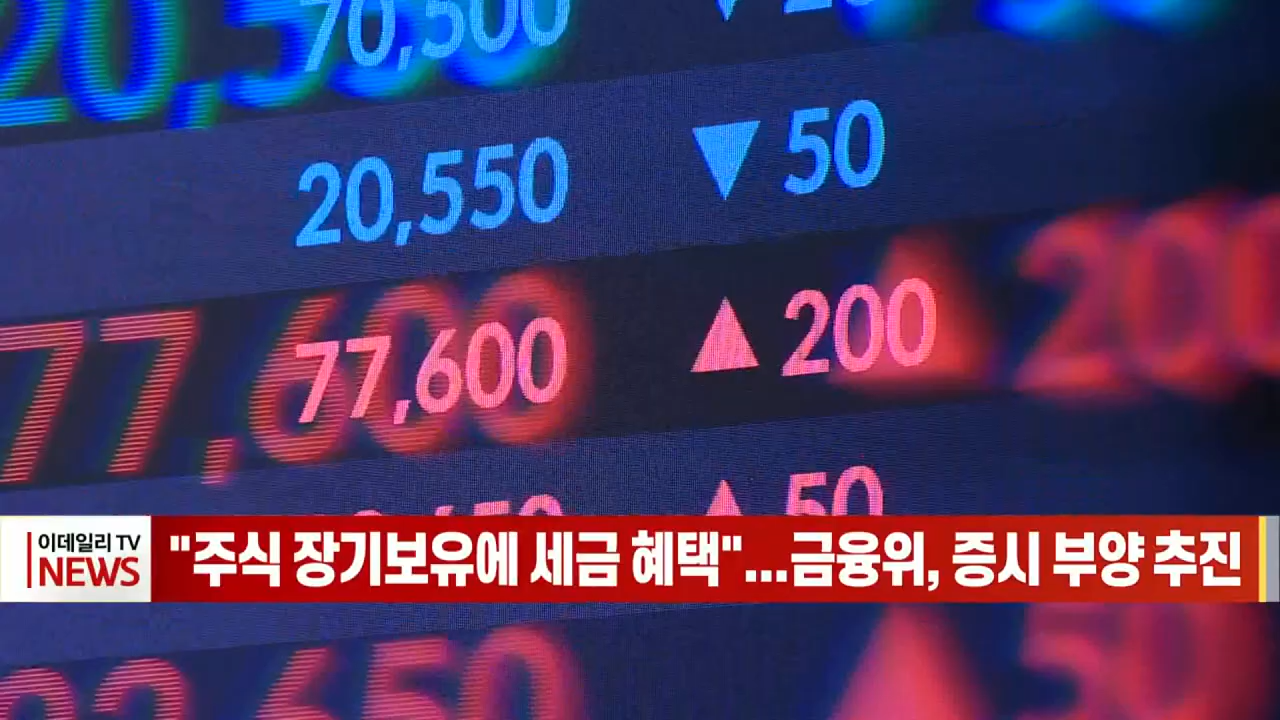 70,500
20,550 ▼ 50
77,600 ▲ 200
▲ 50
이데일리 TV
NEWS
"주식 장기보유에 세금 혜택"...금융위, 증시 부양 추진